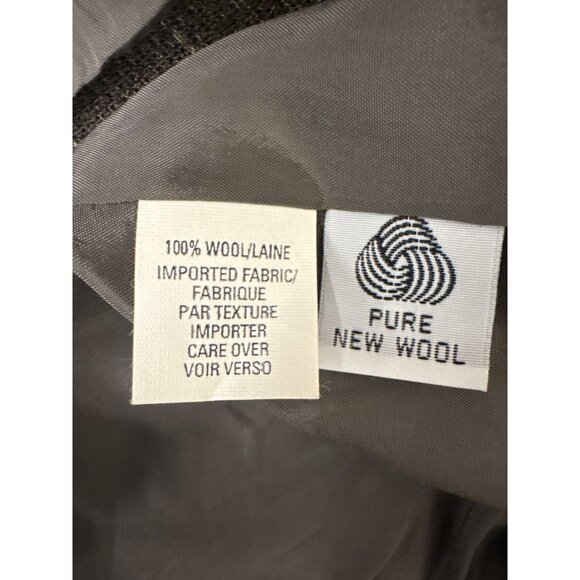 100% WOOL/LAINE
IMPORTED FABRIC/
FABRIQUE
PAR TEXTURE
IMPORTER
CARE OVER
VOIR VERSO
PURE
NEW WOOL